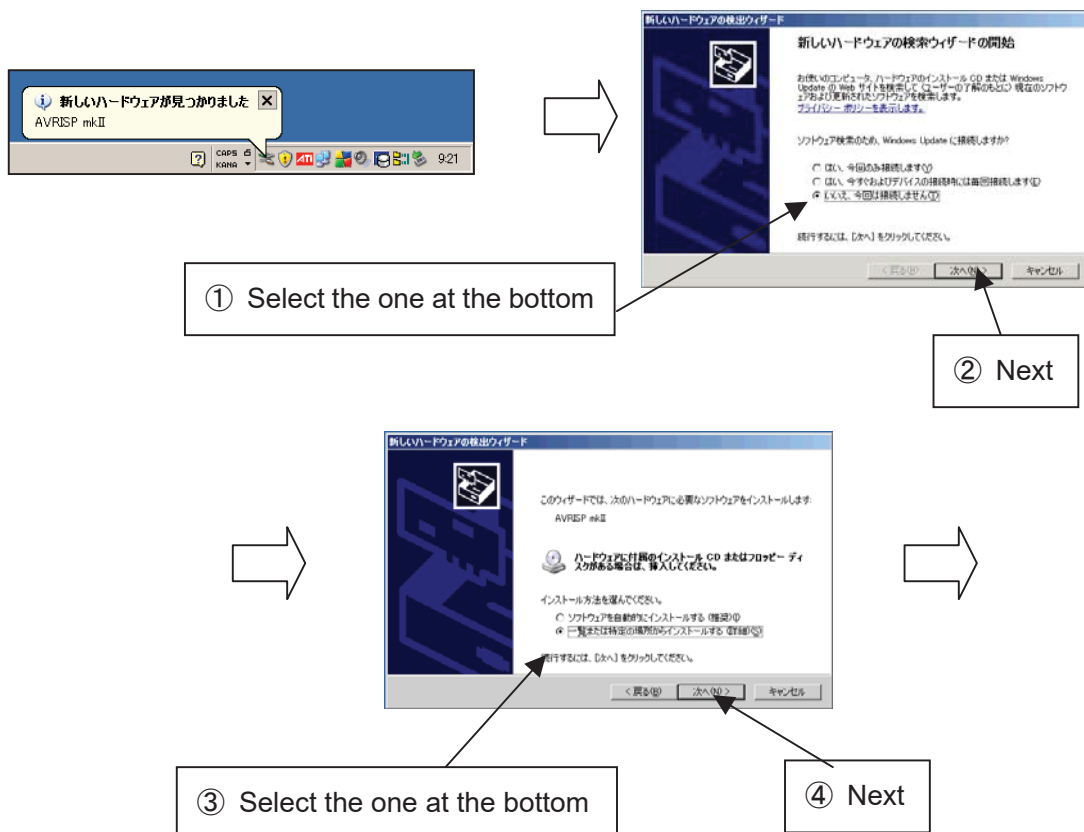 新しいハードウェアが見つかりました
AVRISP mkII
CAPS
KANA
9:21
新しいハードウェアの検出ウィザード
新しいハードウェアの検索ウィザードの開始
お使いのコンピュータ、ハードウェアのインストール CD または Windows
Update の Web サイトを検索して (ユーザーの了解のもとに) 現在のソフトウ
ェアおよび更新されたソフトウェアを検索します。
プライバシー ポリシーを表示します。
ソフトウェア検索のため、Windows Update に接続しますか?
はい、今回のみ接続します(Y)
はい、今すぐおよびデバイスの接続時には毎回接続します(E)
いいえ、今回は接続しません(T)
続行するには、[次へ] をクリックしてください。
< 戻る(B)
次へ(N) >
キャンセル
① Select the one at the bottom
② Next
新しいハードウェアの検出ウィザード
このウィザードでは、次のハードウェアに必要なソフトウェアをインストールします:
AVRISP mkII
ハードウェアに付属のインストール CD またはフロッピー ディ
スクがある場合は、挿入してください。
インストール方法を選んでください。
ソフトウェアを自動的にインストールする (推奨)(I)
一覧または特定の場所からインストールする (詳細)(S)
続行するには、[次へ] をクリックしてください。
< 戻る(B)
次へ(N) >
キャンセル
③ Select the one at the bottom
④ Next